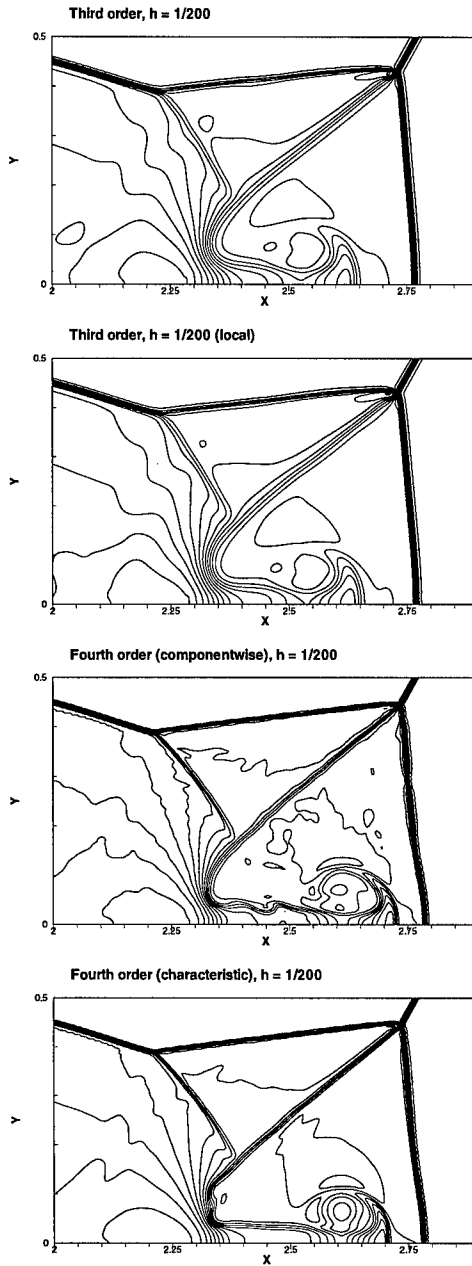 Third order, h = 1/200
0.5
Y
0
2
2.25
2.5
2.75
X
Third order, h = 1/200 (local)
0.5
Y
0
2
2.25
2.5
2.75
X
Fourth order (componentwise), h = 1/200
0.5
Y
0
2
2.25
2.5
2.75
X
Fourth order (characteristic), h = 1/200
0.5
Y
0
2
2.25
2.5
2.75
X